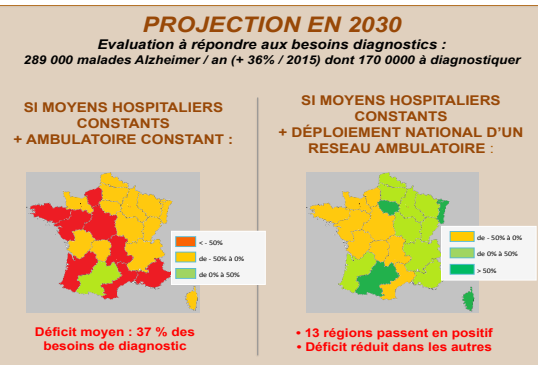 PROJECTION EN 2030
Evaluation à répondre aux besoins diagnostics :
289 000 malades Alzheimer / an (+ 36% / 2015) dont 170 0000 à diagnostiquer
SI MOYENS HOSPITALIERS
CONSTANTS
+ AMBULATOIRE CONSTANT :
< - 50%
de - 50% à 0%
de 0% à 50%
Déficit moyen : 37 % des
besoins de diagnostic
SI MOYENS HOSPITALIERS
CONSTANTS
+ DÉPLOIEMENT NATIONAL D'UN
RESEAU AMBULATOIRE :
de - 50% à 0%
de 0% à 50%
> 50%
• 13 régions passent en positif
• Déficit réduit dans les autres